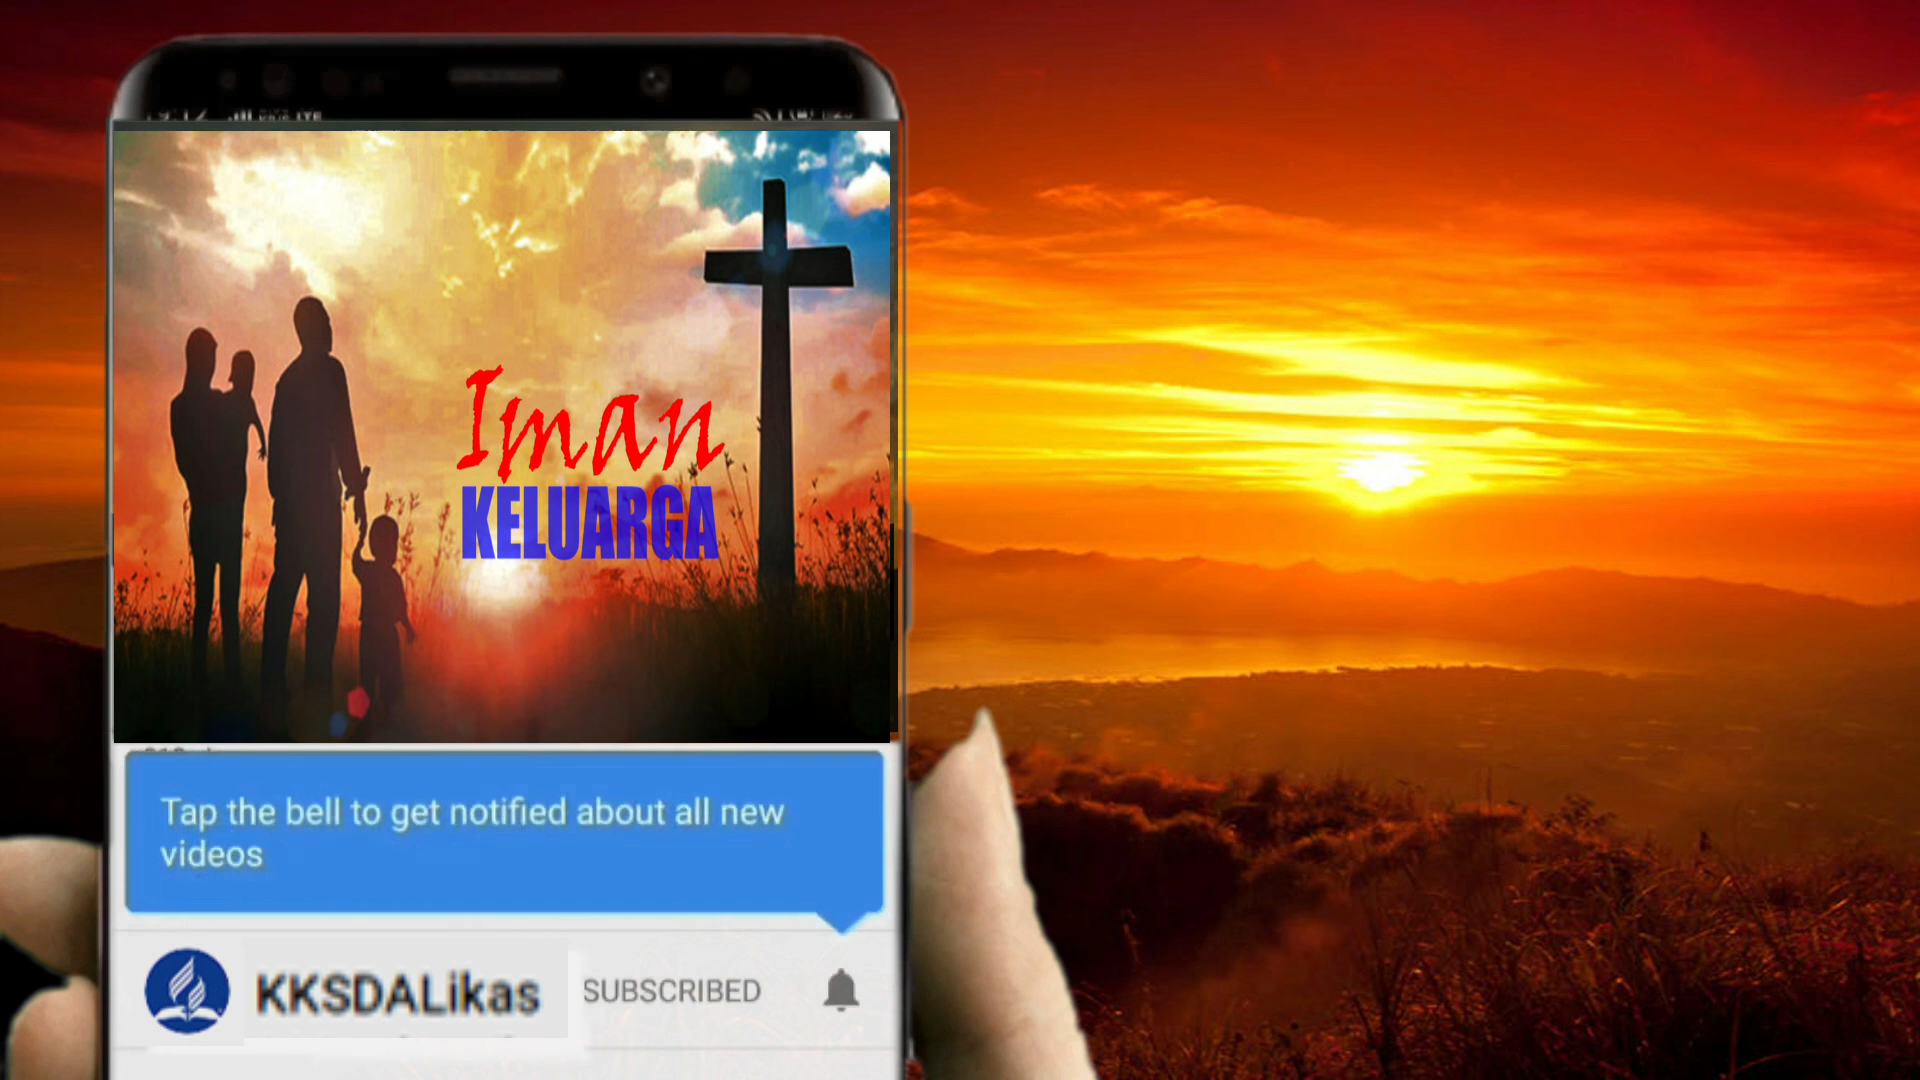 Iman
KELUARGA
Tap the bell to get notified about all new
videos
KKSDALikas SUBSCRIBED